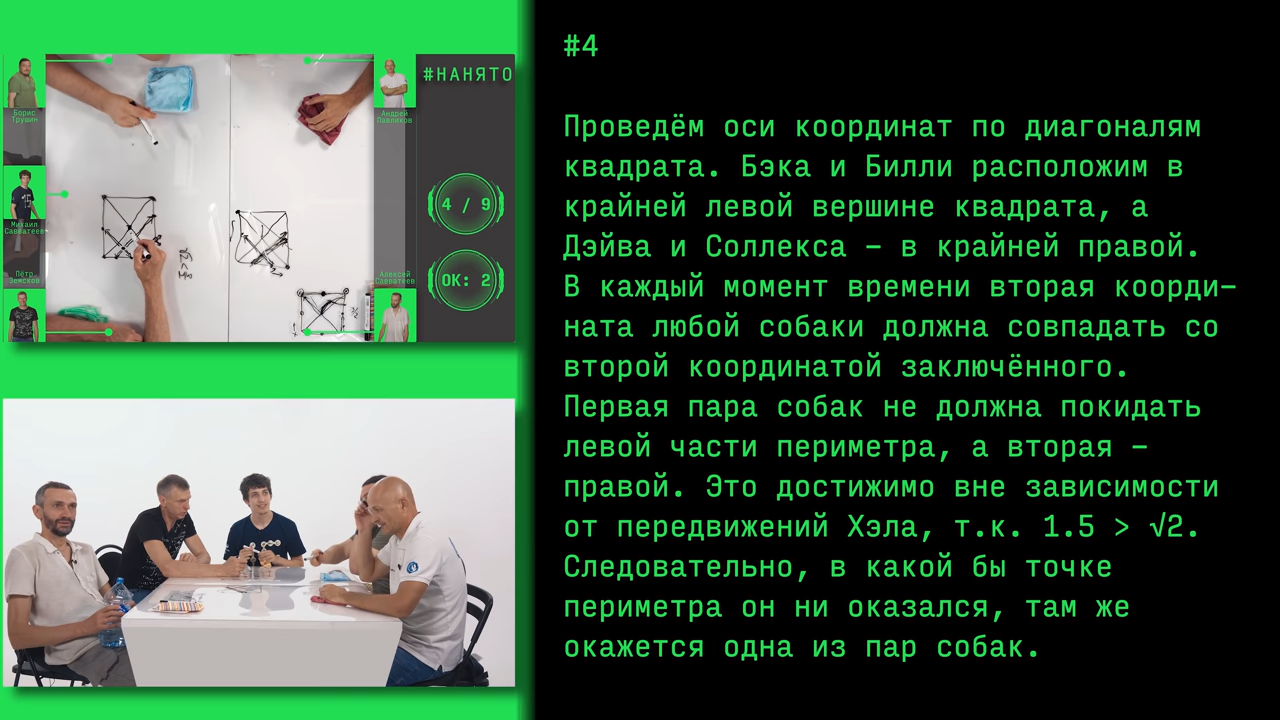 #НАНЯТО
Борис
Трушин
Андрей
Павликов
4 / 9
Михаил
Савватеев
Пётр
Земсков
Алексей
Савватеев
OK: 2
#4
Проведём оси координат по диагоналям
квадрата. Бэка и Билли расположим в
крайней левой вершине квадрата, а
Дэйва и Соллекса – в крайней правой.
В каждый момент времени вторая коорди-
ната любой собаки должна совпадать со
второй координатой заключённого.
Первая пара собак не должна покидать
левой части периметра, а вторая –
правой. Это достижимо вне зависимости
от передвижений Хэла, т.к. 1.5 > √2.
Следовательно, в какой бы точке
периметра он ни оказался, там же
окажется одна из пар собак.